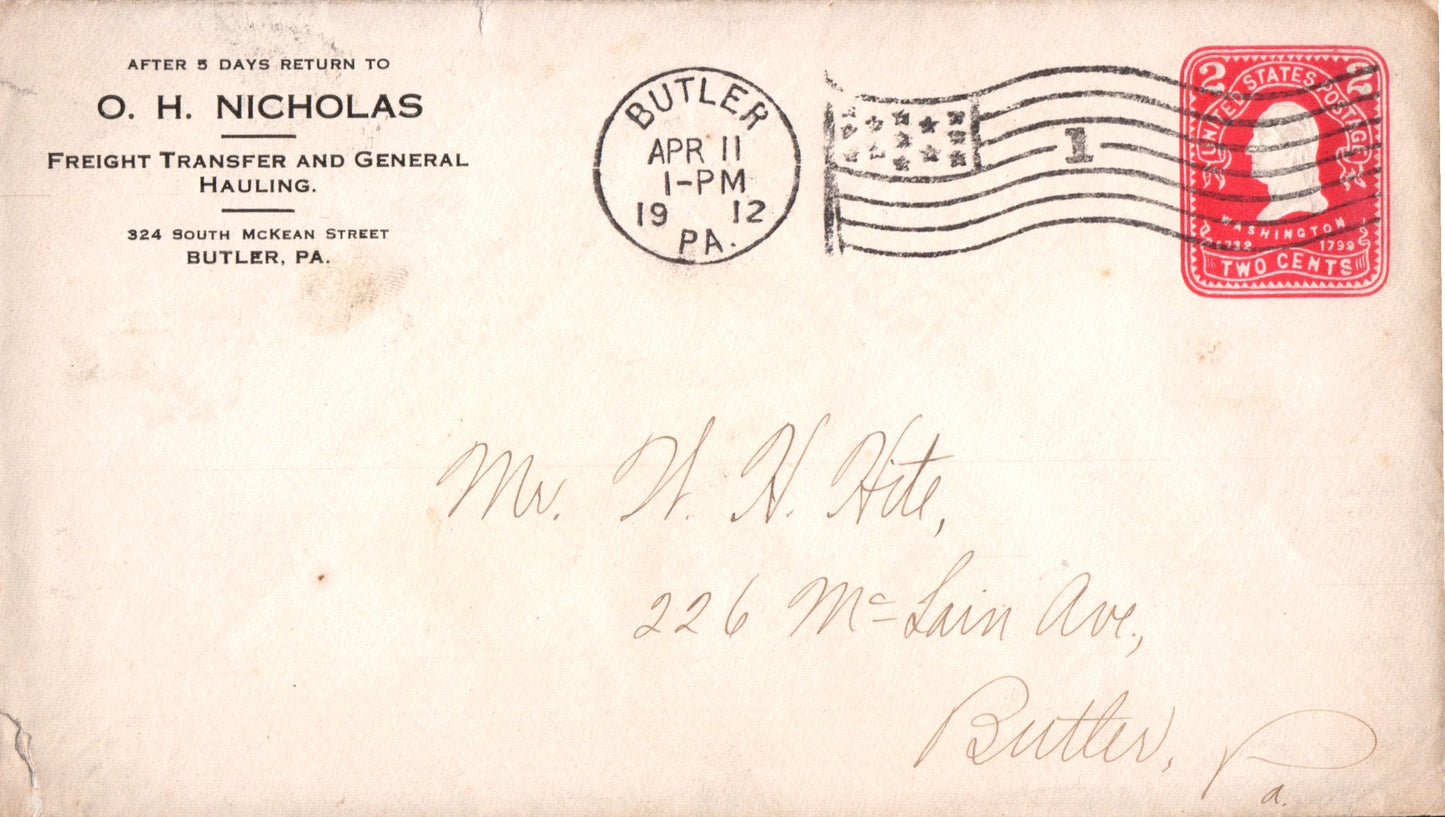 AFTER 5 DAYS RETURN TO
O. H. NICHOLAS
FREIGHT TRANSFER AND GENERAL
HAULING.
324 SOUTH MCKEAN STREET
BUTLER, PA.
BUTLER
APR 11
1-PM
19 12
PA.
1
2 2
UNITED STATES POSTAGE
WASHINGTON
1732 1799
TWO CENTS
Mr. W. H. Hite,
226 Mc Lain Ave.,
Butler, Pa.